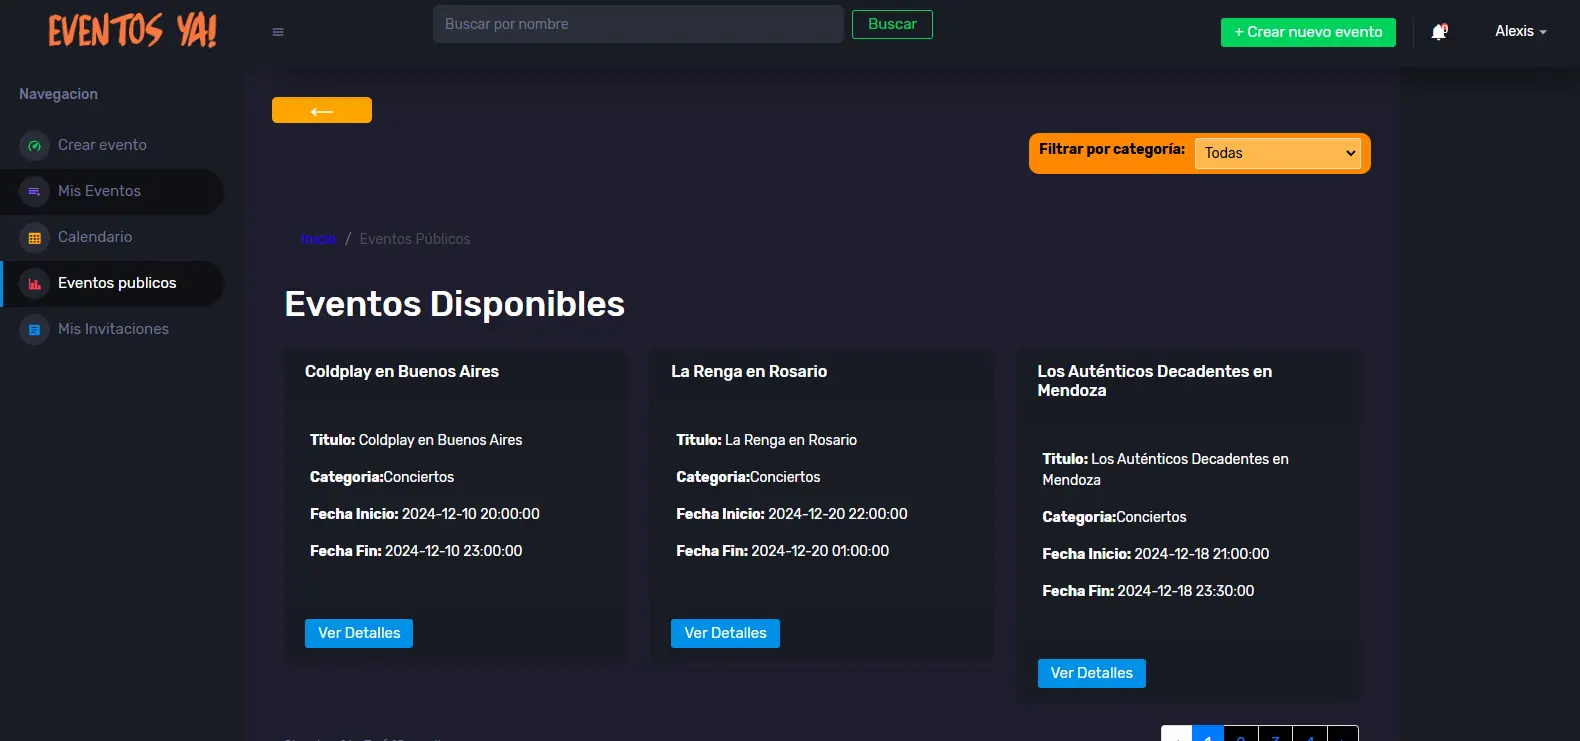 EVENTOS YA!
Buscar por nombre
Buscar
+ Crear nuevo evento
Alexis
Navegacion
Crear evento
Mis Eventos
Calendario
Eventos publicos
Mis Invitaciones
←
Filtrar por categoría:
Todas
Inicio / Eventos Públicos
Eventos Disponibles
Coldplay en Buenos Aires
Titulo: Coldplay en Buenos Aires
Categoria:Conciertos
Fecha Inicio: 2024-12-10 20:00:00
Fecha Fin: 2024-12-10 23:00:00
Ver Detalles
La Renga en Rosario
Titulo: La Renga en Rosario
Categoria:Conciertos
Fecha Inicio: 2024-12-20 22:00:00
Fecha Fin: 2024-12-20 01:00:00
Ver Detalles
Los Auténticos Decadentes en
Mendoza
Titulo: Los Auténticos Decadentes en
Mendoza
Categoria:Conciertos
Fecha Inicio: 2024-12-18 21:00:00
Fecha Fin: 2024-12-18 23:30:00
Ver Detalles
1 2 3 4